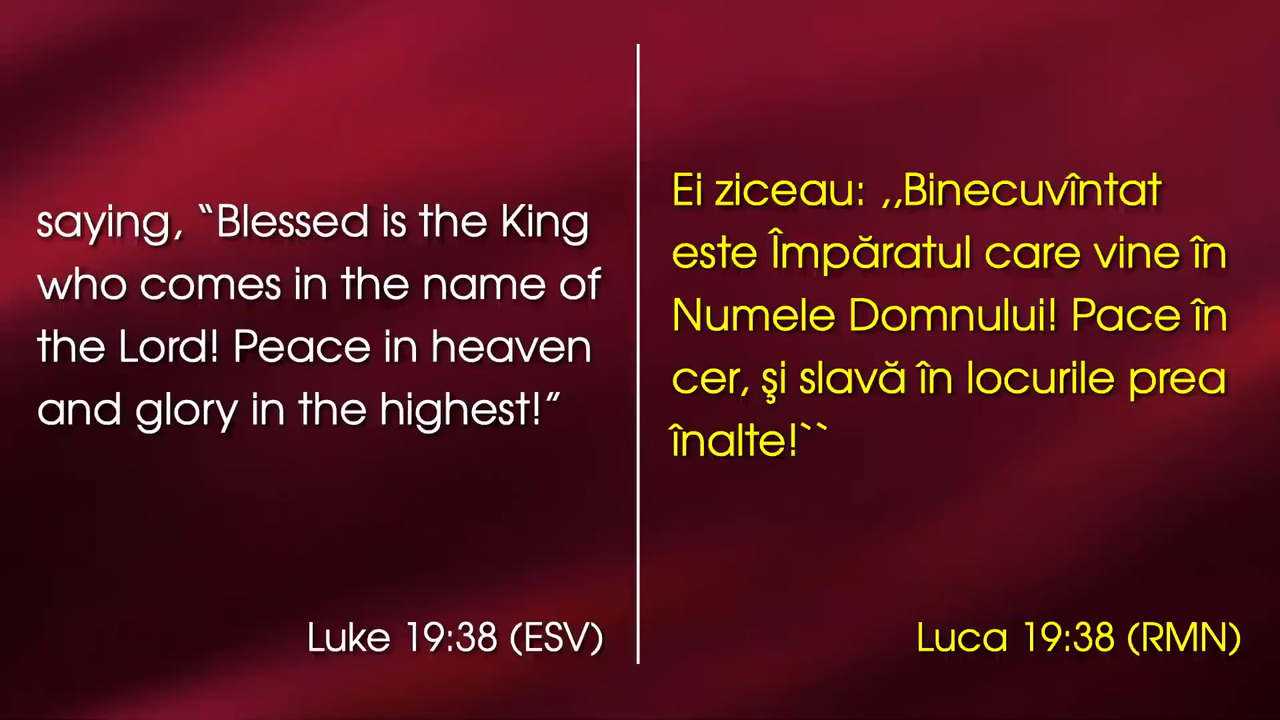 saying, “Blessed is the King
who comes in the name of
the Lord! Peace in heaven
and glory in the highest!”
Luke 19:38 (ESV)
Ei ziceau: ,,Binecuvîntat
este Împăratul care vine în
Numele Domnului! Pace în
cer, şi slavă în locurile prea
înalte!``
Luca 19:38 (RMN)